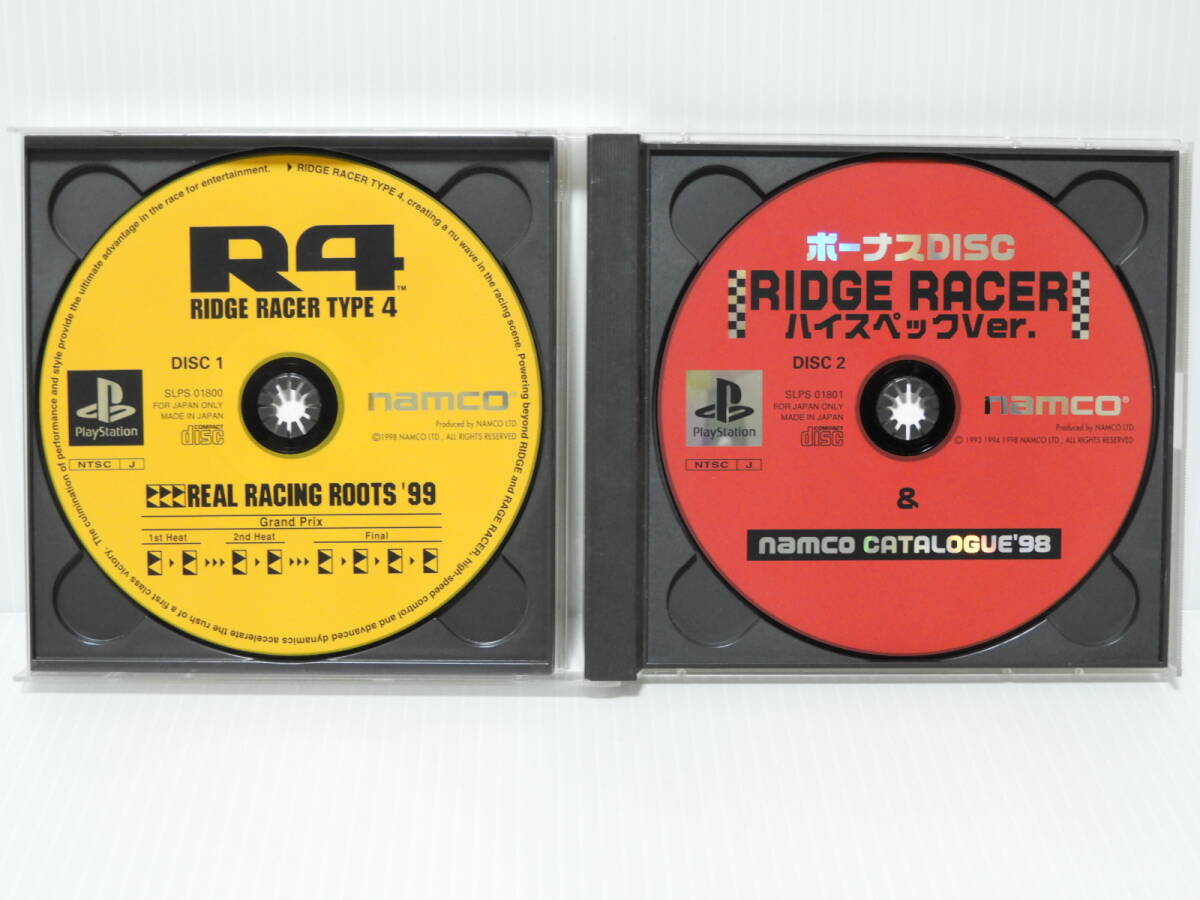 ▶ RIDGE RACER TYPE 4, creating a nu wave in the racing scene. Powering beyond RIDGE and RAGE RACER, high-speed control and advanced dynamics accelerate the rush of a first class victory. The culmination of performance and style provide the ultimate advantage in the race for entertainment.
R4™
RIDGE RACER TYPE 4
DISC 1
PlayStation
NTSC J
SLPS 01800
FOR JAPAN ONLY
MADE IN JAPAN
COMPACT
disc
namco®
Produced by NAMCO LTD.
©1998 NAMCO LTD., ALL RIGHTS RESERVED
REAL RACING ROOTS '99
Grand Prix
1st Heat 2nd Heat Final
ボーナスDISC
RIDGE RACER
ハイスペックVer.
DISC 2
PlayStation
NTSC J
SLPS 01801
FOR JAPAN ONLY
MADE IN JAPAN
COMPACT
disc
namco®
Produced by NAMCO LTD.
© 1993 1994 1998 NAMCO LTD., ALL RIGHTS RESERVED
&
namco CATALOGUE'98